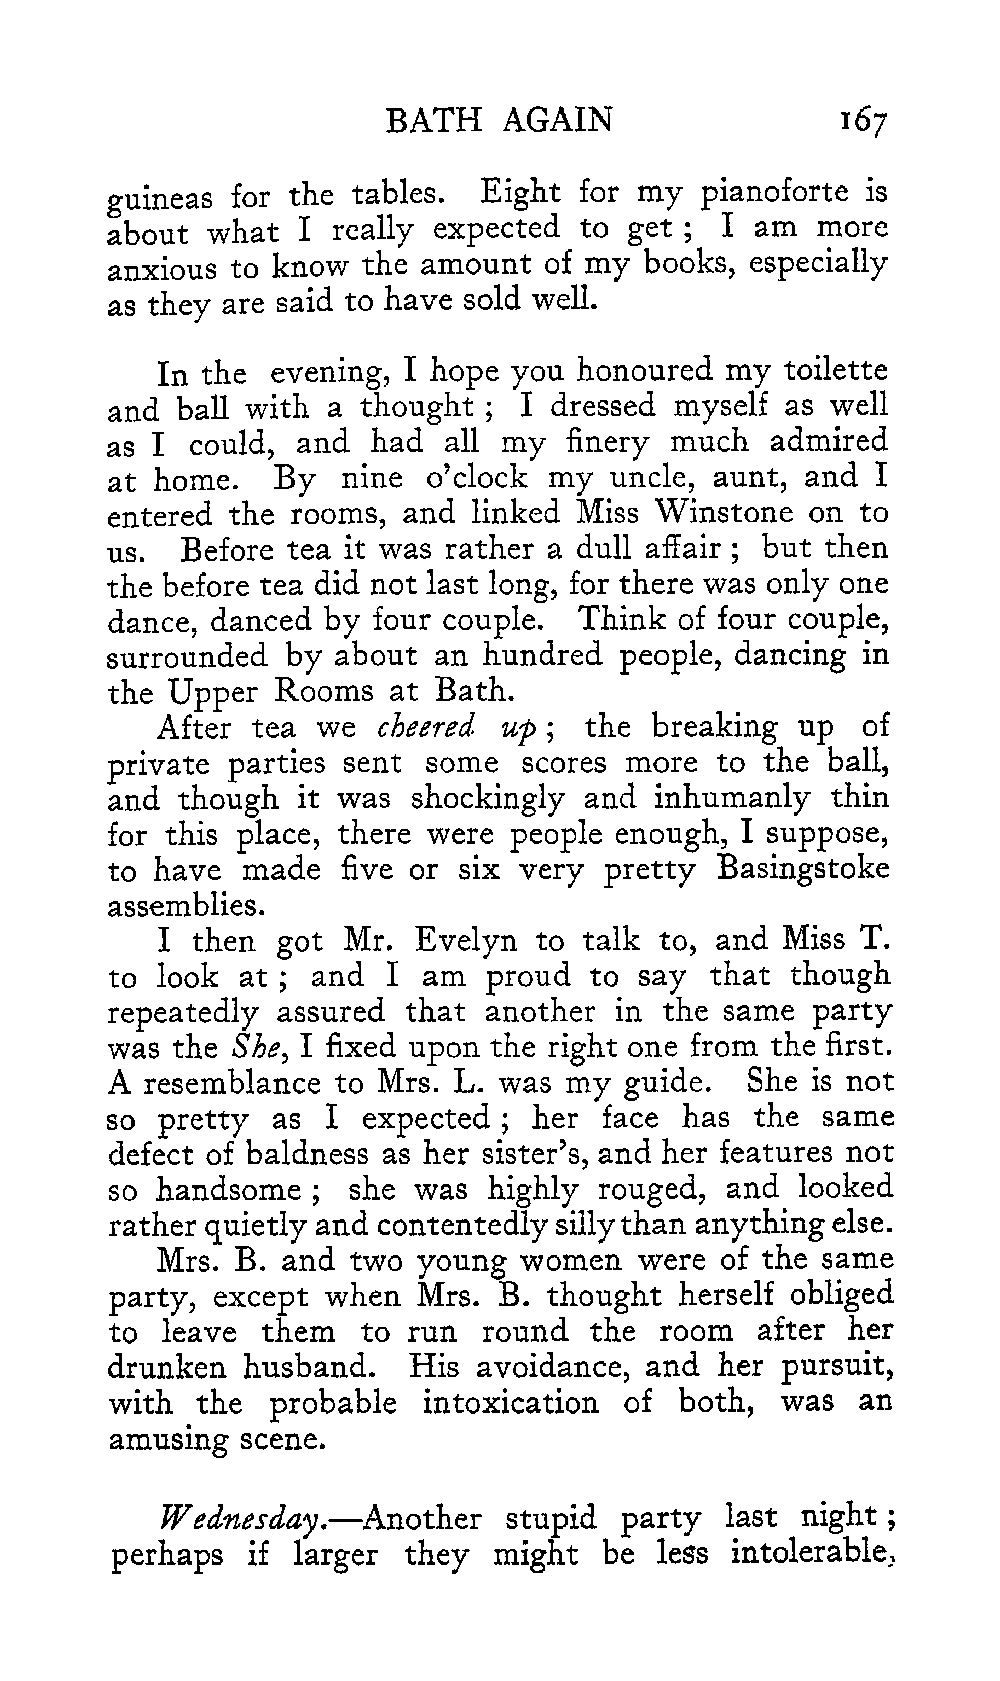 BATH AGAIN 167
guineas for the tables. Eight for my pianoforte is
about what I really expected to get ; I am more
anxious to know the amount of my books, especially
as they are said to have sold well.
In the evening, I hope you honoured my toilette
and ball with a thought ; I dressed myself as well
as I could, and had all my finery much admired
at home. By nine o'clock my uncle, aunt, and I
entered the rooms, and linked Miss Winstone on to
us. Before tea it was rather a dull affair ; but then
the before tea did not last long, for there was only one
dance, danced by four couple. Think of four couple,
surrounded by about an hundred people, dancing in
the Upper Rooms at Bath.
After tea we cheered up ; the breaking up of
private parties sent some scores more to the ball,
and though it was shockingly and inhumanly thin
for this place, there were people enough, I suppose,
to have made five or six very pretty Basingstoke
assemblies.
I then got Mr. Evelyn to talk to, and Miss T.
to look at ; and I am proud to say that though
repeatedly assured that another in the same party
was the She, I fixed upon the right one from the first.
A resemblance to Mrs. L. was my guide. She is not
so pretty as I expected ; her face has the same
defect of baldness as her sister's, and her features not
so handsome ; she was highly rouged, and looked
rather quietly and contentedly silly than anything else.
Mrs. B. and two young women were of the same
party, except when Mrs. B. thought herself obliged
to leave them to run round the room after her
drunken husband. His avoidance, and her pursuit,
with the probable intoxication of both, was an
amusing scene.
Wednesday.—Another stupid party last night ;
perhaps if larger they might be less intolerable,